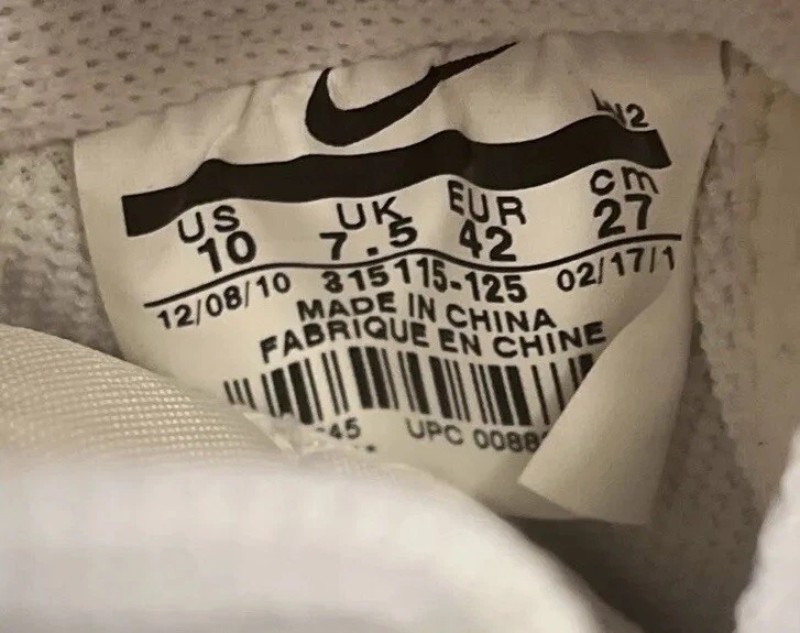 US UK EUR cm
10 7.5 42 27
12/08/10 315115-125 02/17/1
MADE IN CHINA
FABRIQUE EN CHINE
45 UPC 0088